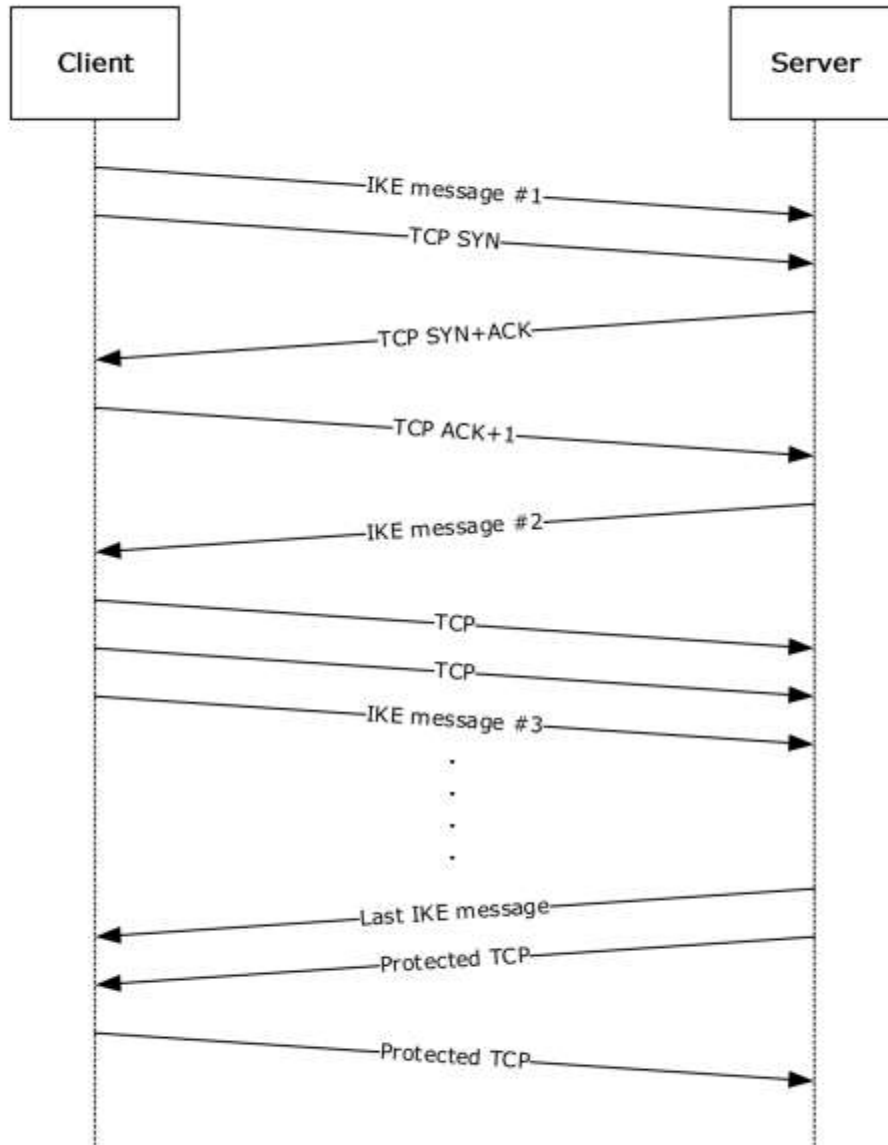 Client
Server
IKE message #1
TCP SYN
TCP SYN+ACK
TCP ACK+1
IKE message #2
TCP
TCP
IKE message #3
Last IKE message
Protected TCP
Protected TCP